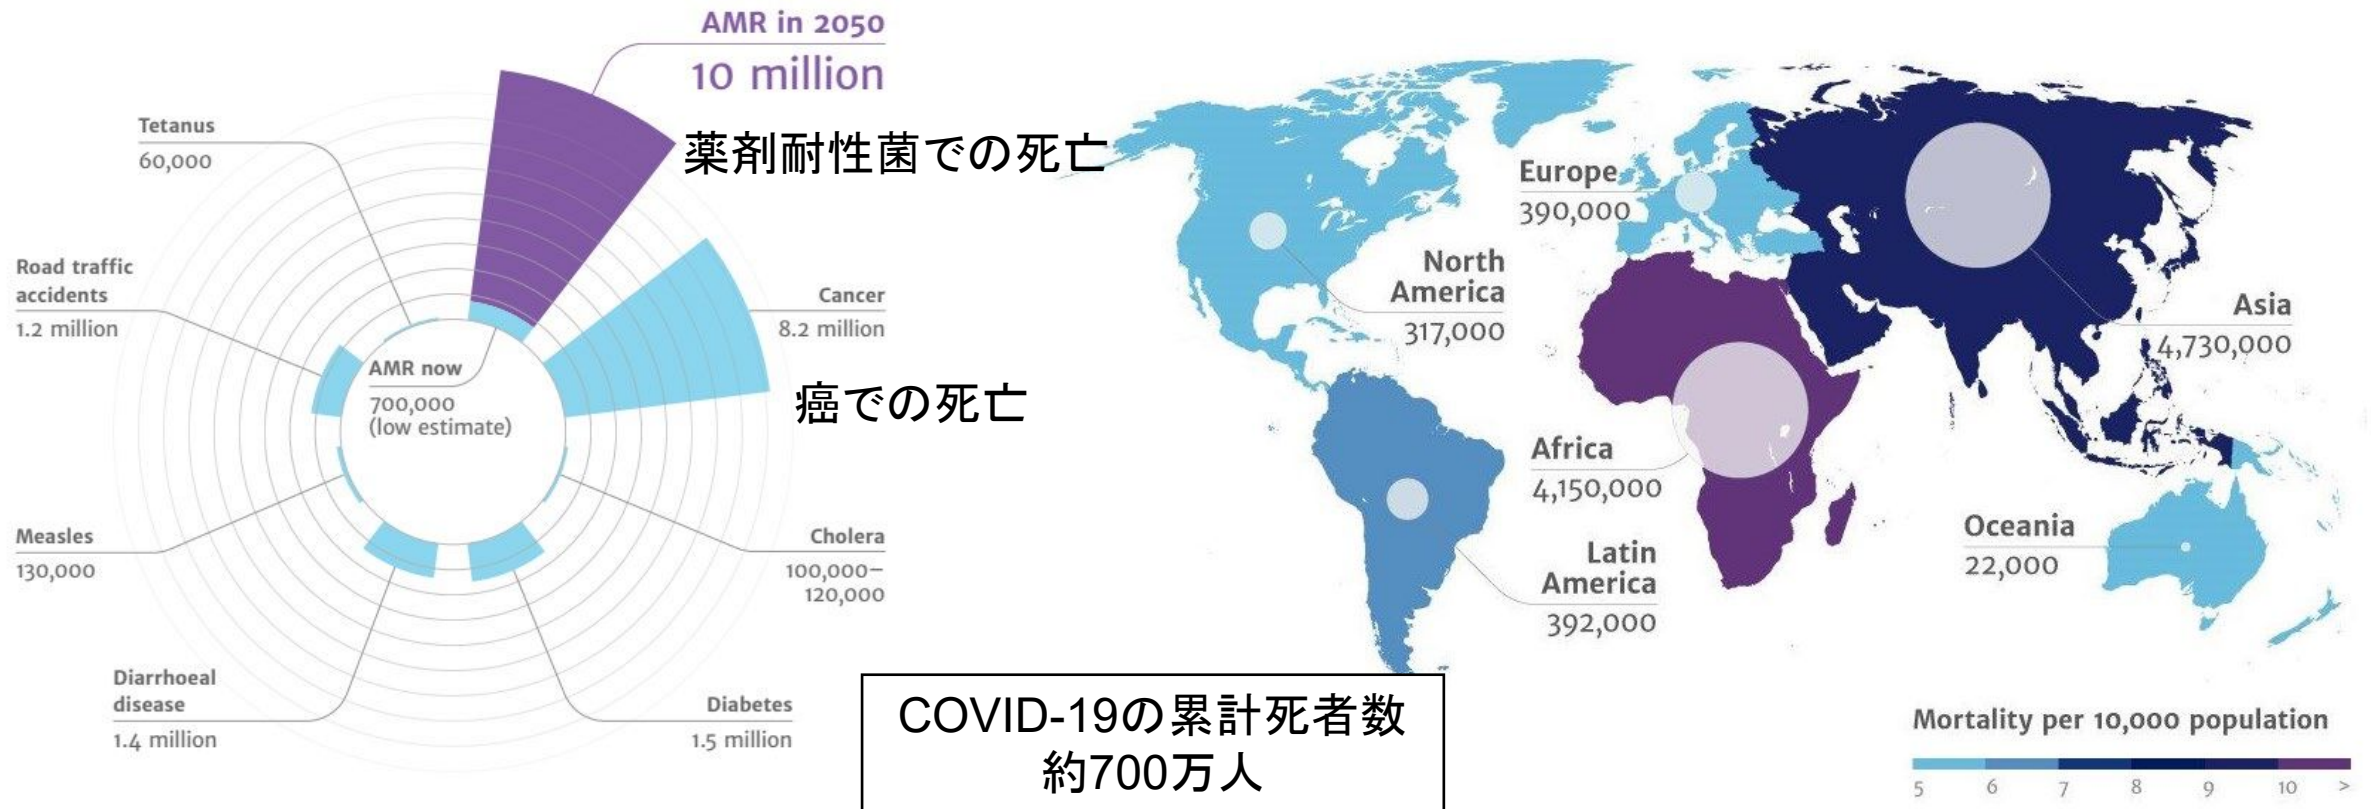 AMR in 2050
10 million
薬剤耐性菌での死亡
Tetanus
60,000
Road traffic
accidents
1.2 million
Cancer
8.2 million
AMR now
700,000
(low estimate)
癌での死亡
Measles
130,000
Cholera
100,000–
120,000
Diarrhoeal
disease
1.4 million
Diabetes
1.5 million
Europe
390,000
North
America
317,000
Asia
4,730,000
Africa
4,150,000
Latin
America
392,000
Oceania
22,000
COVID-19の累計死者数
約700万人
Mortality per 10,000 population
5 6 7 8 9 10 >